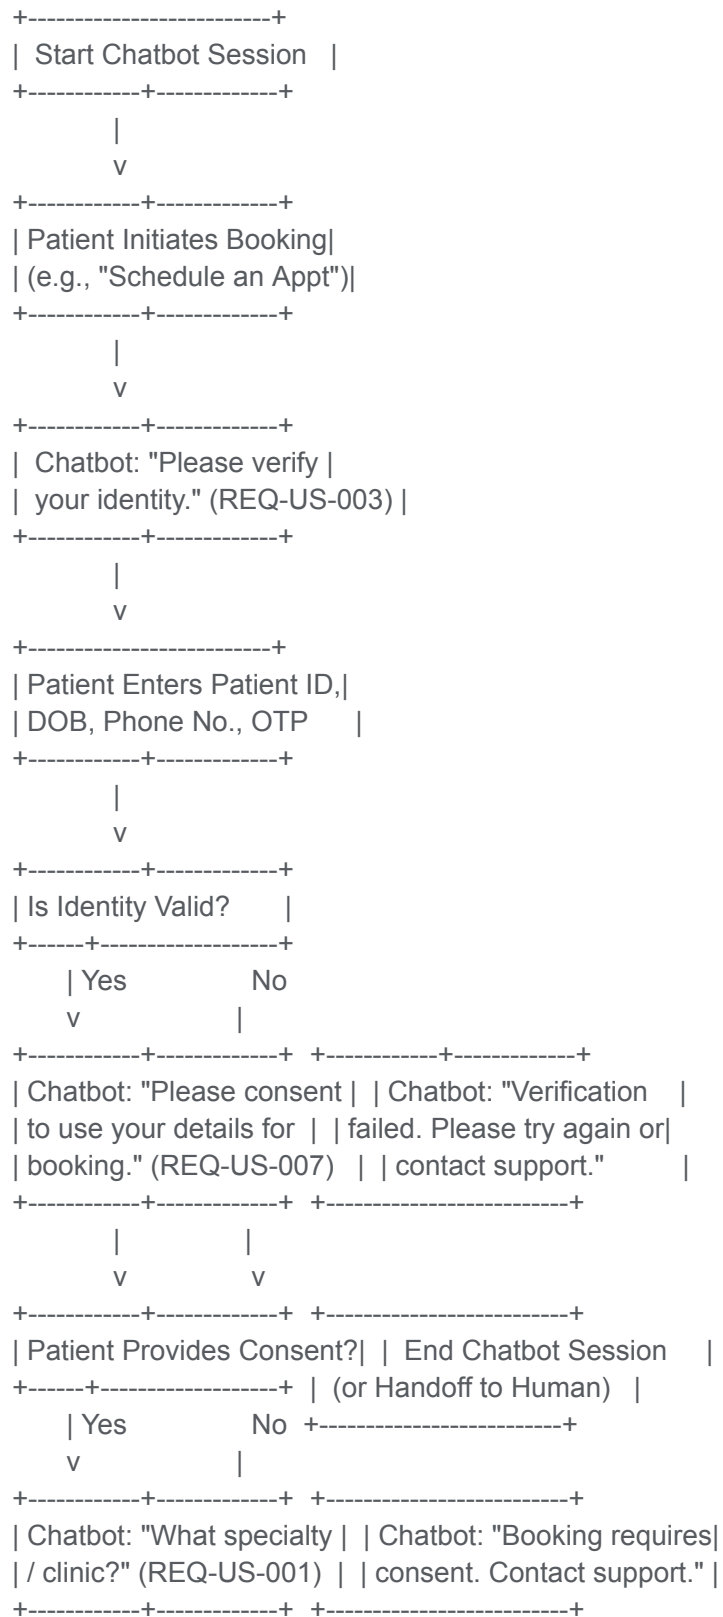 +--------------------------+
|  Start Chatbot Session   |
+------------+-------------+
             |
             v
+------------+-------------+
| Patient Initiates Booking|
| (e.g., "Schedule an Appt")|
+------------+-------------+
             |
             v
+------------+-------------+
|  Chatbot: "Please verify |
|  your identity." (REQ-US-003) |
+------------+-------------+
             |
             v
+--------------------------+
| Patient Enters Patient ID,|
| DOB, Phone No., OTP      |
+------------+-------------+
             |
             v
+------------+-------------+
| Is Identity Valid?       |
+------+-------------------+
       | Yes               No
       v                   |
+------------+-------------+  +------------+-------------+
| Chatbot: "Please consent |  | Chatbot: "Verification    |
| to use your details for  |  | failed. Please try again or|
| booking." (REQ-US-007)   |  | contact support."         |
+------------+-------------+  +--------------------------+
             |               |
             v               v
+------------+-------------+  +--------------------------+
| Patient Provides Consent?|  |  End Chatbot Session     |
+------+-------------------+  |  (or Handoff to Human)   |
       | Yes               No  +--------------------------+
       v                   |
+------------+-------------+  +--------------------------+
| Chatbot: "What specialty |  | Chatbot: "Booking requires|
| / clinic?" (REQ-US-001)  |  | consent. Contact support." |
+------------+-------------+  +--------------------------+